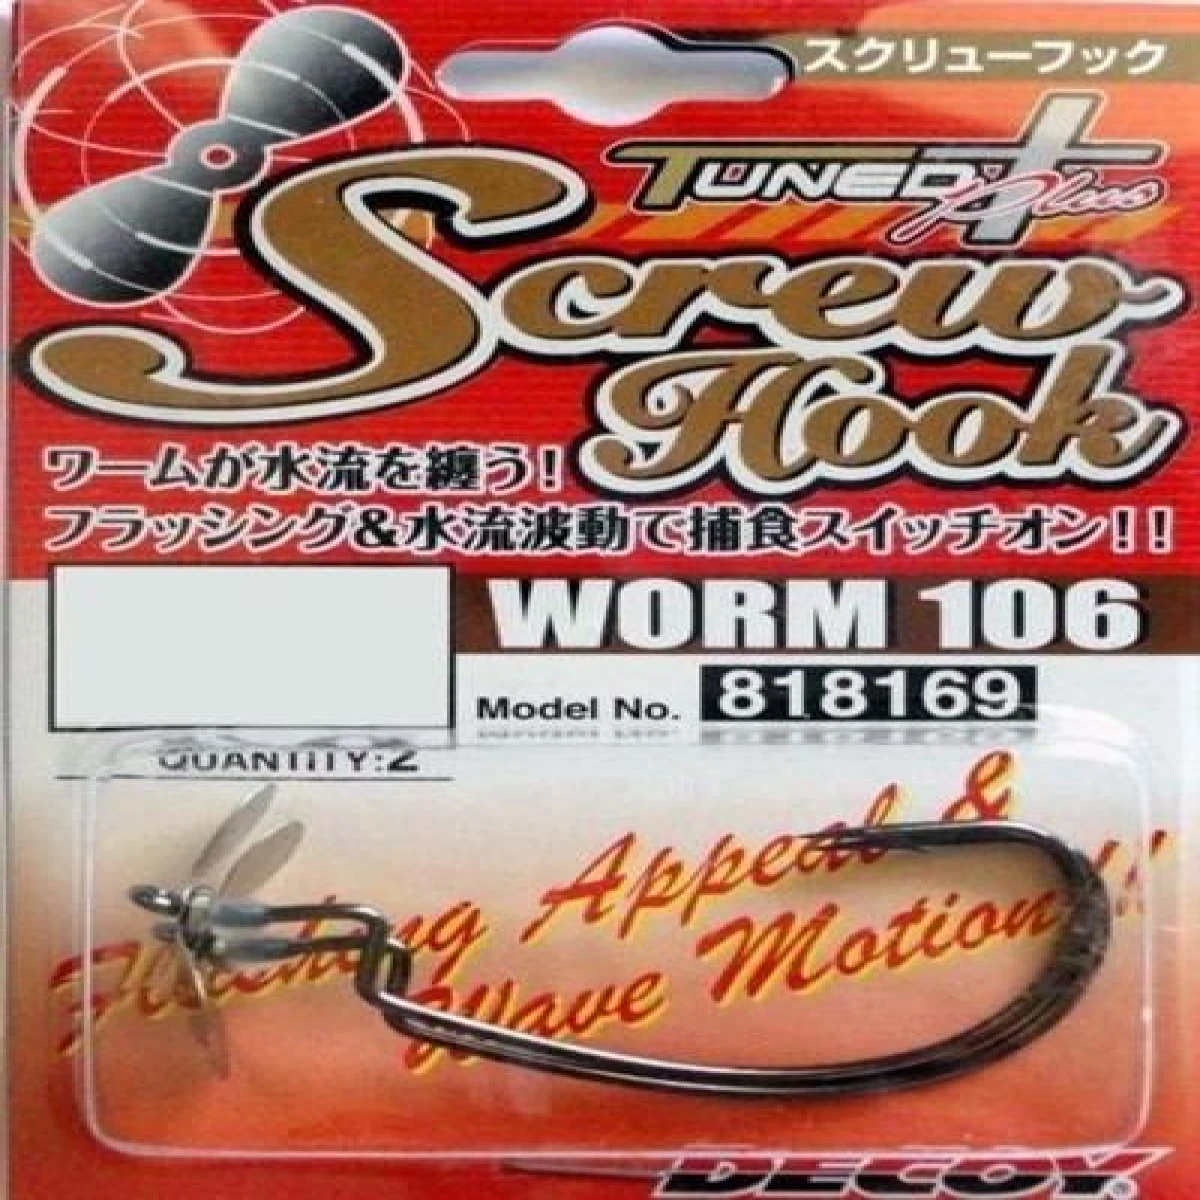 スクリューフック
TUNED Plus
Screw
Hook
ワームが水流を纏う!
フラッシング&水流波動で捕食スイッチオン!!
WORM 106
Model No. 818169
QUANTITY:2
Flashing Appeal &
Wave Motion!!
DECOY®